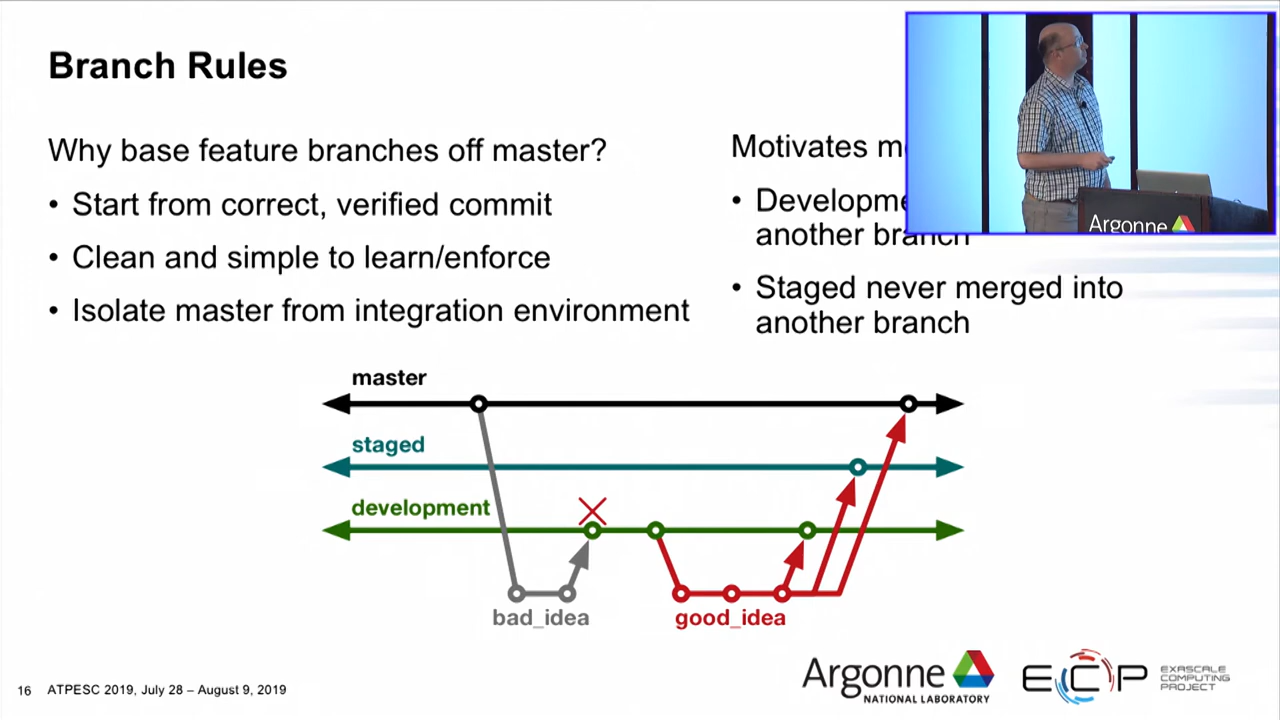 Branch Rules
Why base feature branches off master?
• Start from correct, verified commit
• Clean and simple to learn/enforce
• Isolate master from integration environment
Motivates
•
another branch
• Staged never merged into
another branch
Argonne
master
staged
development
bad_idea
good_idea
16 ATPESC 2019, July 28 – August 9, 2019
Argonne
NATIONAL LABORATORY
ECP
EXASCALE
COMPUTING
PROJECT